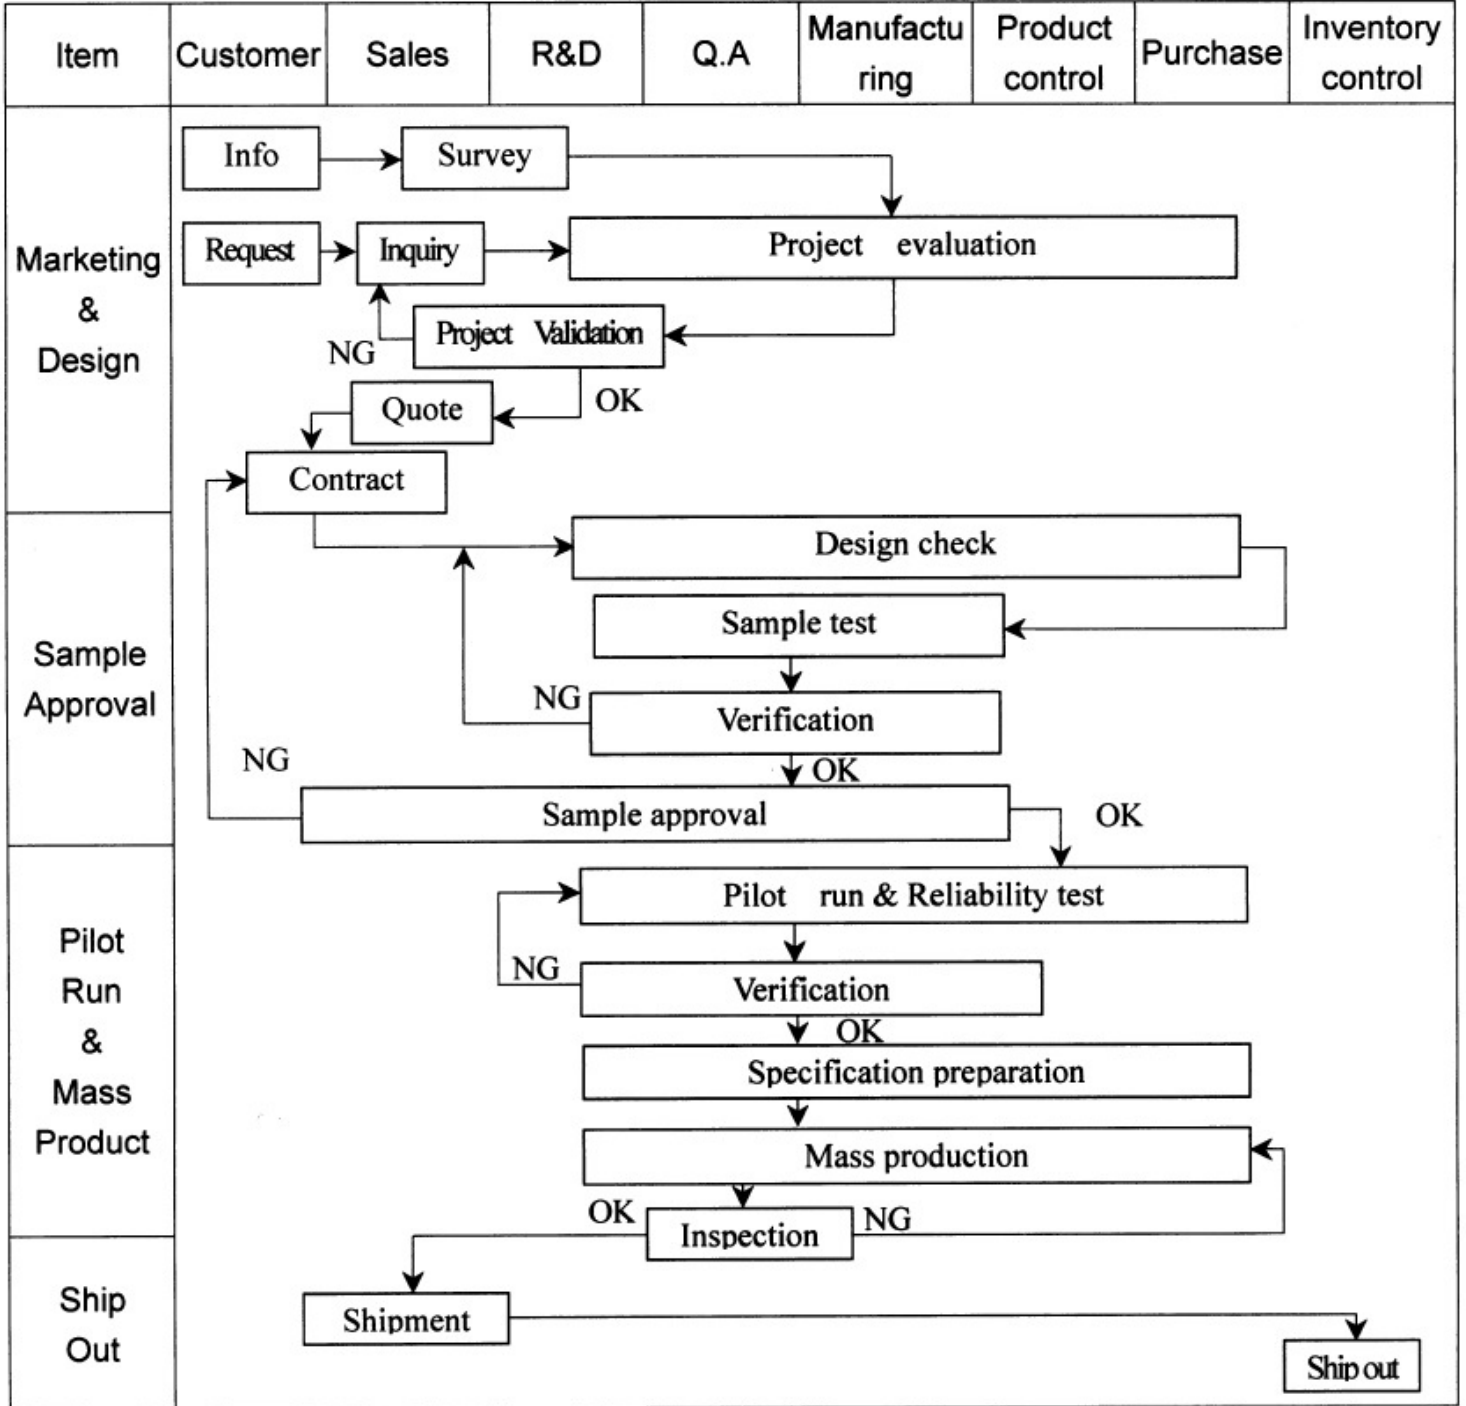 Item
Customer
Sales
R&D
Q.A
Manufactu
ring
Product
control
Purchase
Inventory
control
Marketing
&
Design
Info
Survey
Request
Inquiry
Project evaluation
Project Validation
NG
OK
Quote
Contract
Sample
Approval
Design check
Sample test
NG
Verification
NG
OK
Sample approval
OK
Pilot
Run
&
Mass
Product
Pilot run & Reliability test
NG
Verification
OK
Specification preparation
Mass production
OK
Inspection
NG
Ship
Out
Shipment
Ship out